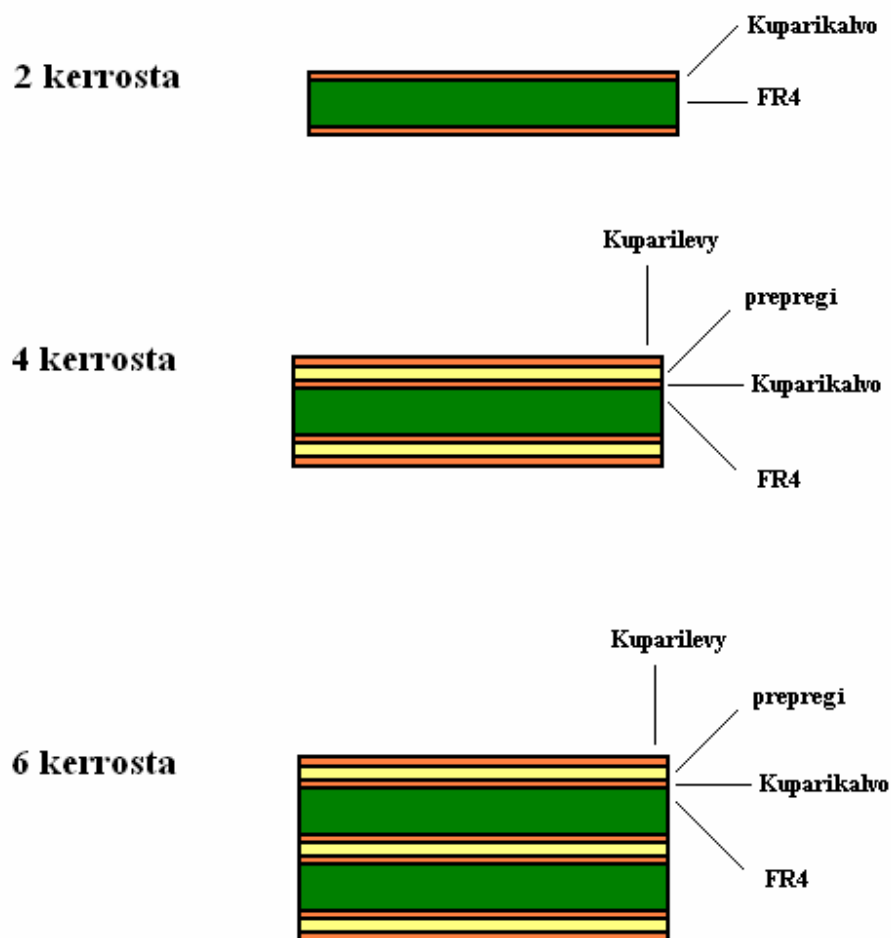 Kuparikalvo
2 kerrosta
FR4
Kuparilevy
prepregi
4 kerrosta
Kuparikalvo
FR4
Kuparilevy
prepregi
6 kerrosta
Kuparikalvo
FR4